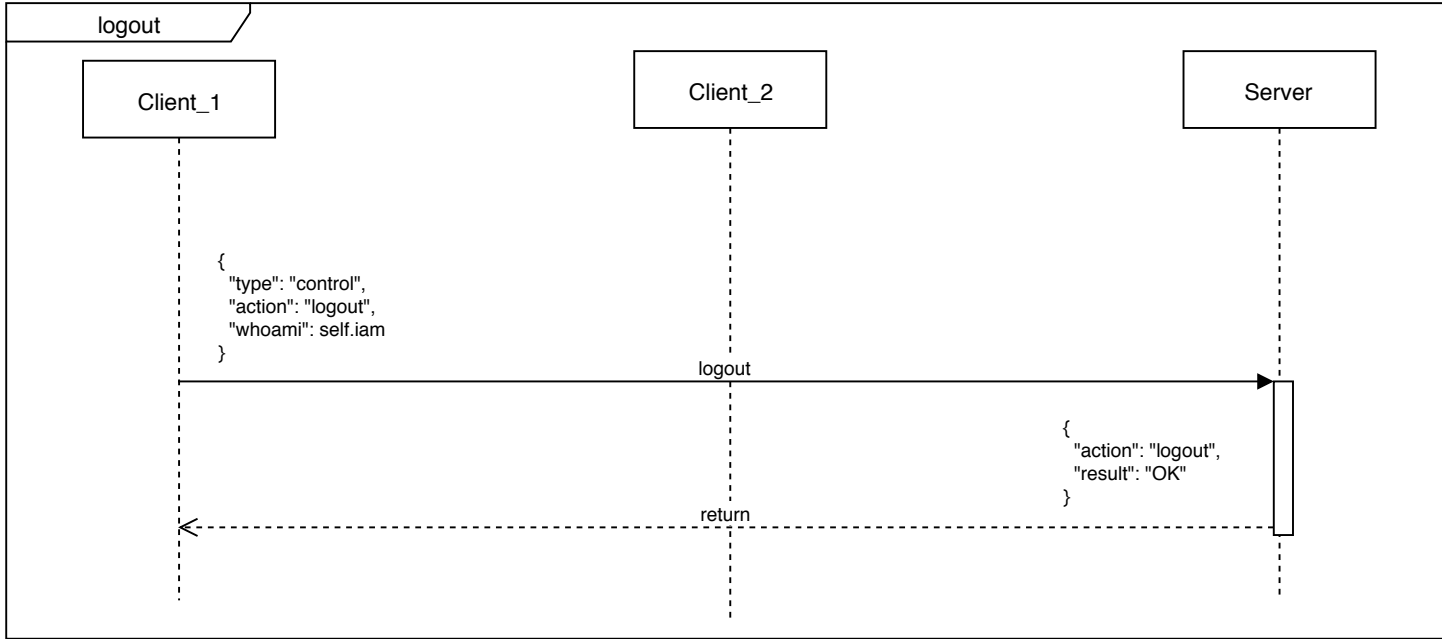 logout
Client_1
Client_2
Server
{
"type": "control",
"action": "logout",
"whoami": self.iam
}
logout
{
"action": "logout",
"result": "OK"
}
return